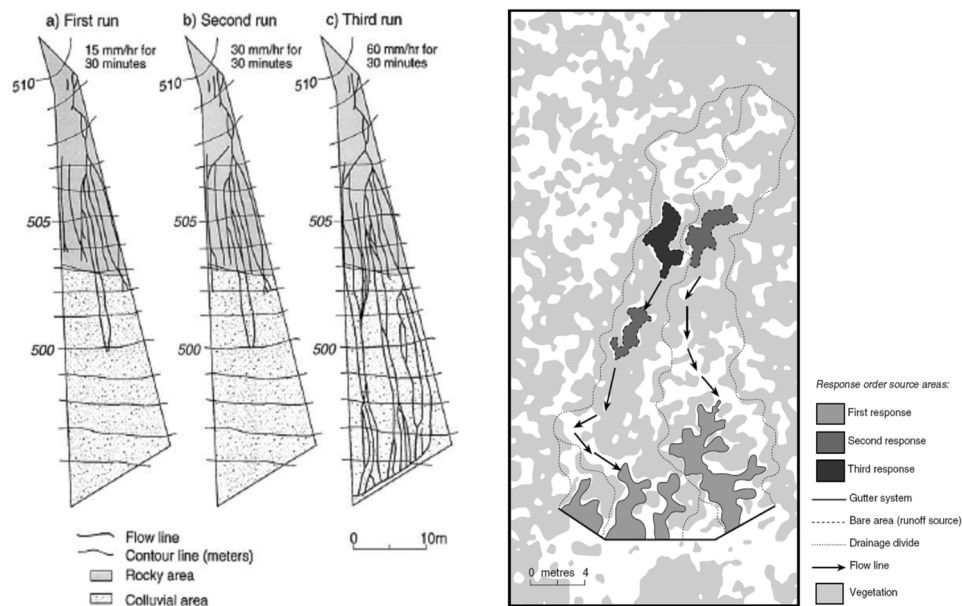 a) First run
15 mm/hr for
30 minutes
b) Second run
30 mm/hr for
30 minutes
c) Third run
60 mm/hr for
30 minutes
510
510
510
505
505
505
500
500
500
Flow line
Contour line (meters)
Rocky area
Colluvial area
0
10m
0 metres 4
Response order source areas:
First response
Second response
Third response
Gutter system
Bare area (runoff source)
Drainage divide
Flow line
Vegetation